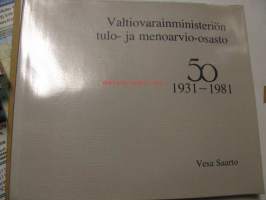 Valtiovarainministeriön
tulo- ja menoarvio-osasto
50
1931–1981
Vesa Saarto